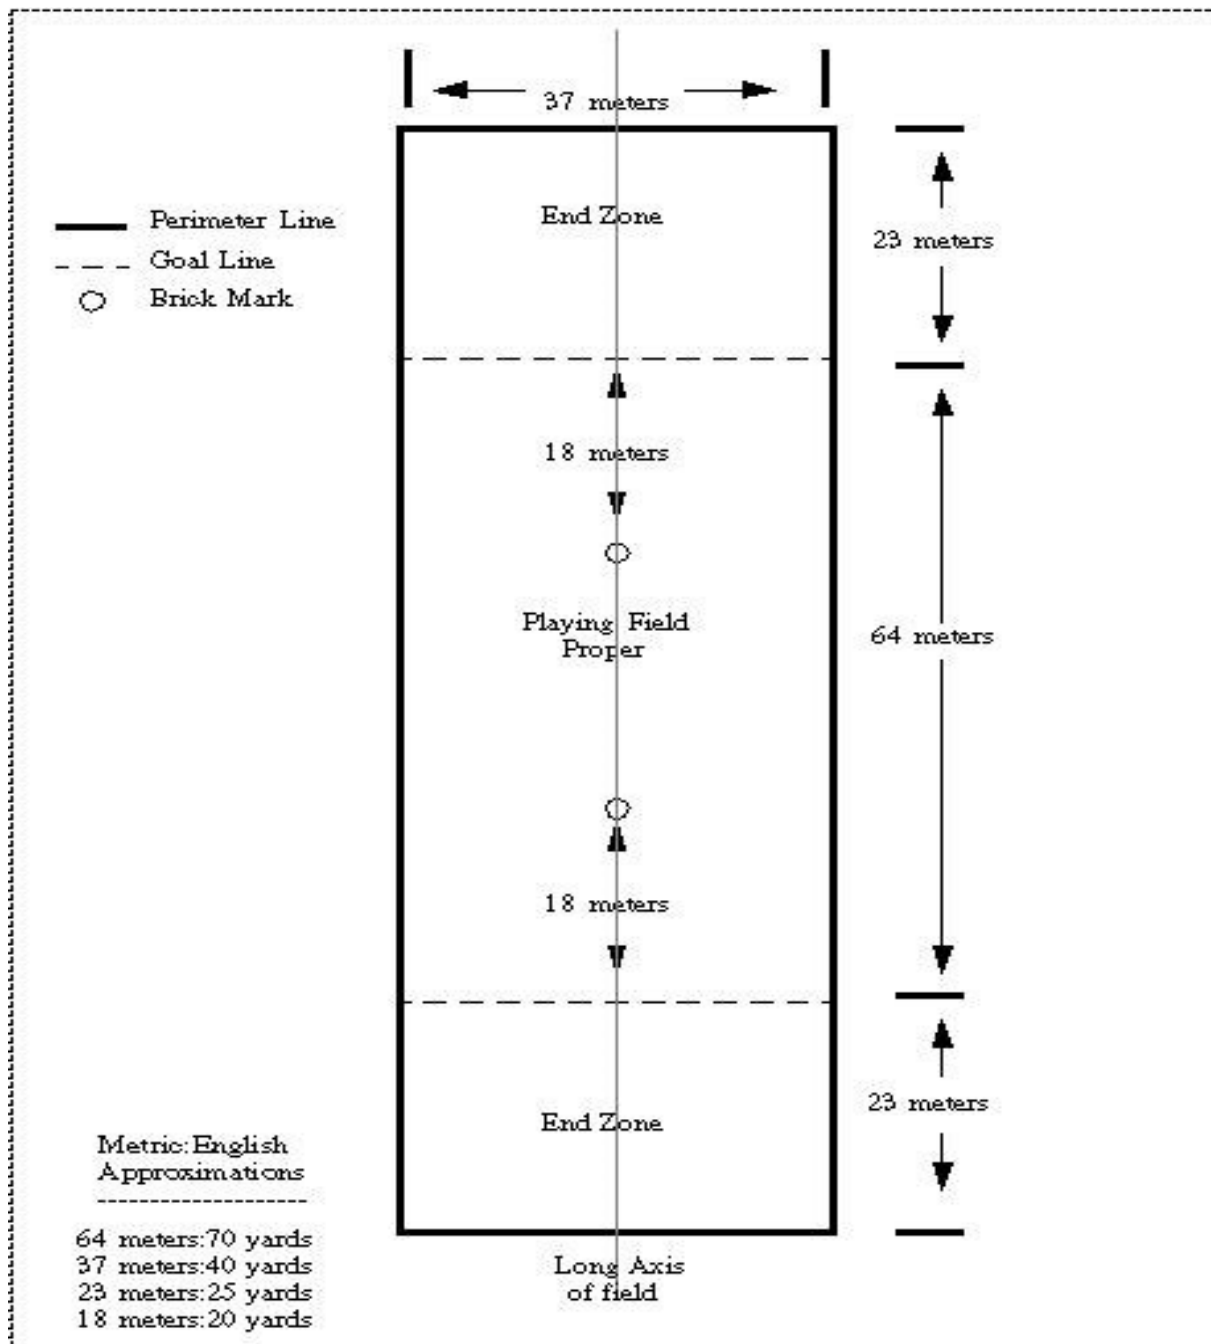 37 meters
End Zone
Perimeter Line
Goal Line
Brick Mark
23 meters
18 meters
Playing Field
Proper
64 meters
18 meters
23 meters
End Zone
Metric:English
Approximations
--------------------
64 meters:70 yards
37 meters:40 yards
23 meters:25 yards
18 meters:20 yards
Long Axis
of field